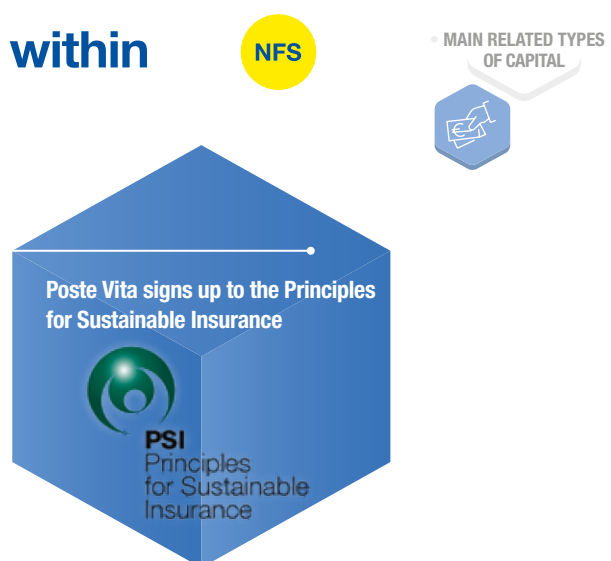 within
NFS
• MAIN RELATED TYPES
OF CAPITAL
€
Poste Vita signs up to the Principles
for Sustainable Insurance
PSI
Principles
for Sustainable
Insurance